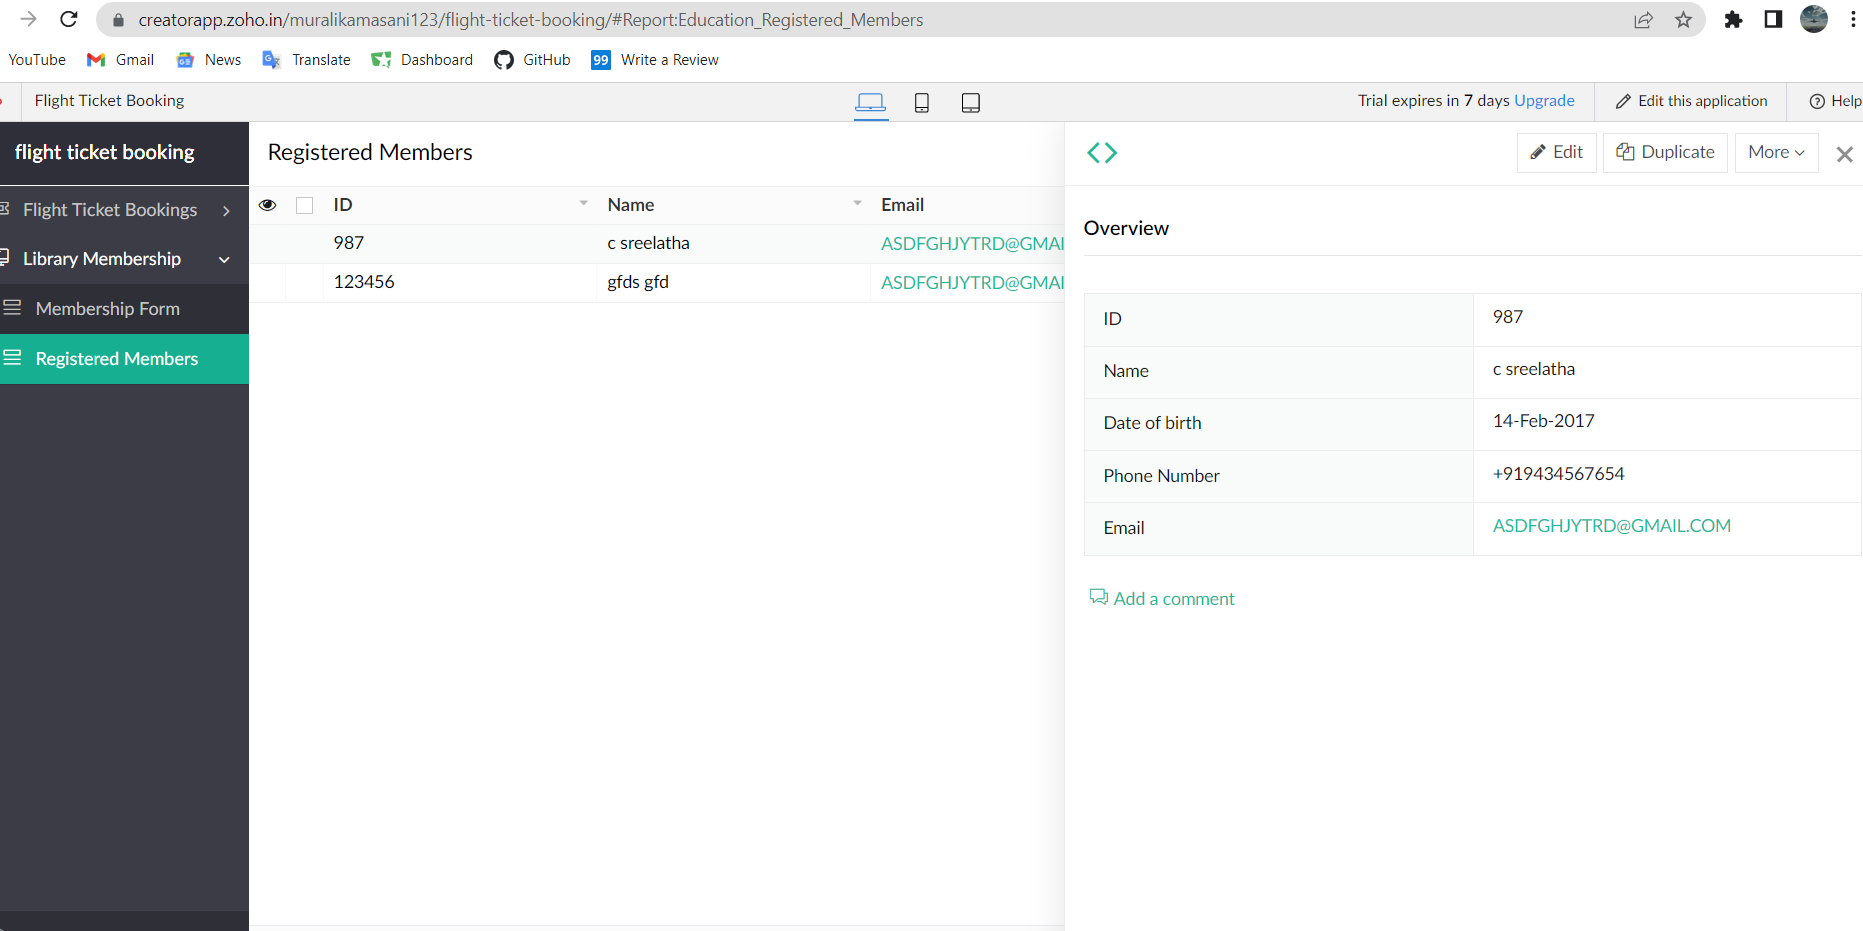 creatorapp.zoho.in/muralikamasani123/flight-ticket-booking/#Report:Education_Registered_Members
YouTube Gmail News Translate Dashboard GitHub 99 Write a Review
Flight Ticket Booking Trial expires in 7 days Upgrade Edit this application Help
flight ticket booking
Flight Ticket Bookings
Library Membership
Membership Form
Registered Members
Registered Members
ID Name Email
987 c sreelatha ASDFGHJYTRD@GMAI
123456 gfds gfd ASDFGHJYTRD@GMAI
Edit Duplicate More
Overview
ID 987
Name c sreelatha
Date of birth 14-Feb-2017
Phone Number +919434567654
Email ASDFGHJYTRD@GMAIL.COM
Add a comment